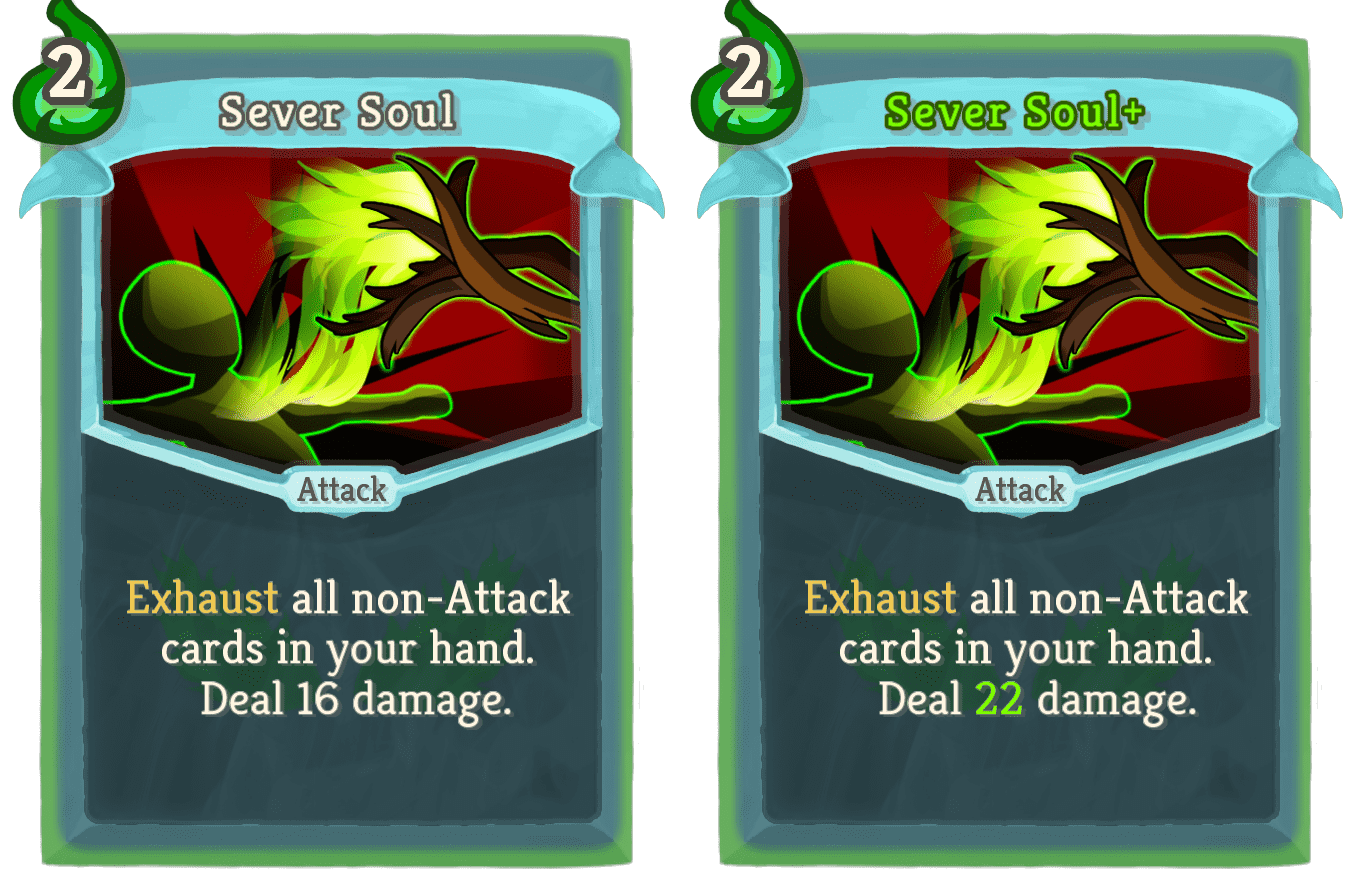 2
Sever Soul
Attack
Exhaust all non-Attack
cards in your hand.
Deal 16 damage.
2
Sever Soul+
Attack
Exhaust all non-Attack
cards in your hand.
Deal 22 damage.